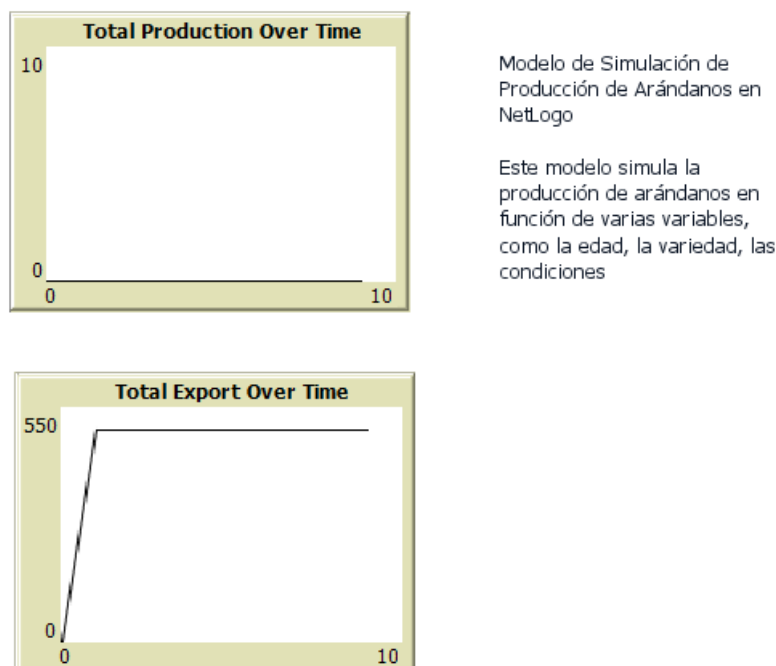 Total Production Over Time
10
0
0
10
Modelo de Simulación de
Producción de Arándanos en
NetLogo
Este modelo simula la
producción de arándanos en
función de varias variables,
como la edad, la variedad, las
condiciones
Total Export Over Time
550
0
0
10